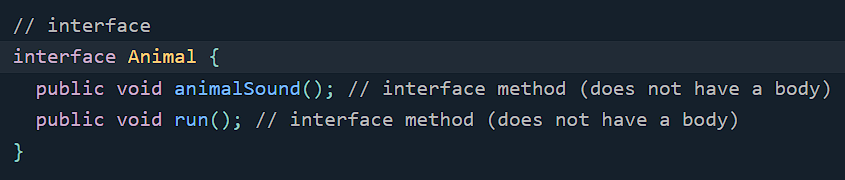 // interface
interface Animal {
  public void animalSound(); // interface method (does not have a body)
  public void run(); // interface method (does not have a body)
}